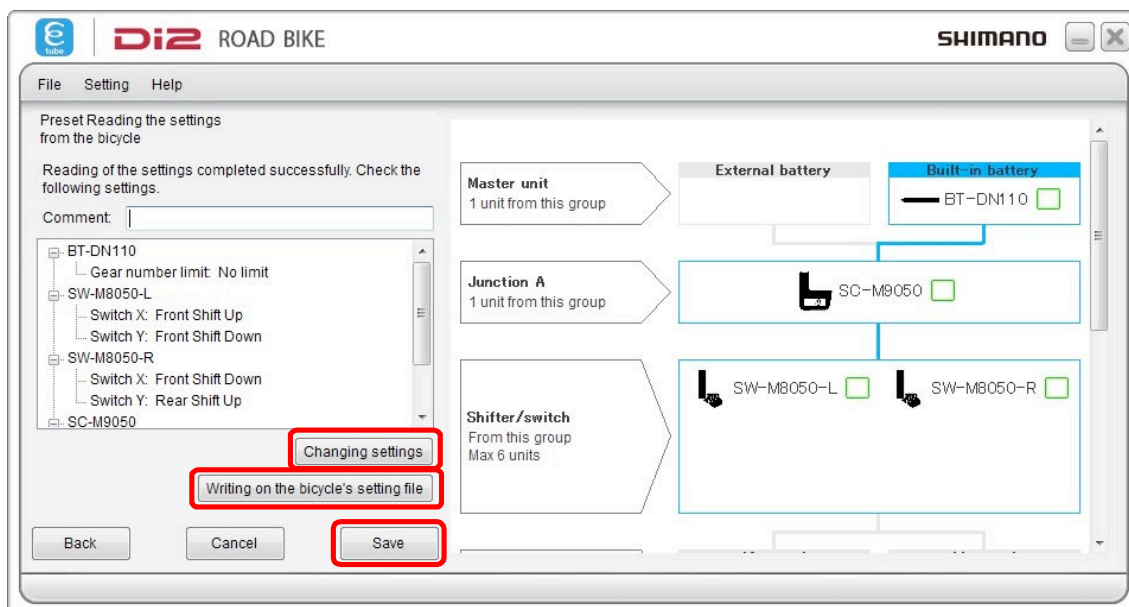 e
tube
Di2 ROAD BIKE
SHIMANO
File Setting Help
Preset Reading the settings
from the bicycle
Reading of the settings completed successfully. Check the
following settings.
Comment:
BT-DN110
Gear number limit: No limit
SW-M8050-L
Switch X: Front Shift Up
Switch Y: Front Shift Down
SW-M8050-R
Switch X: Front Shift Down
Switch Y: Rear Shift Up
SC-M9050
Changing settings
Writing on the bicycle's setting file
Back
Cancel
Save
Master unit
1 unit from this group
External battery
Built-in battery
BT-DN110
Junction A
1 unit from this group
SC-M9050
Shifter/switch
From this group
Max 6 units
SW-M8050-L
SW-M8050-R